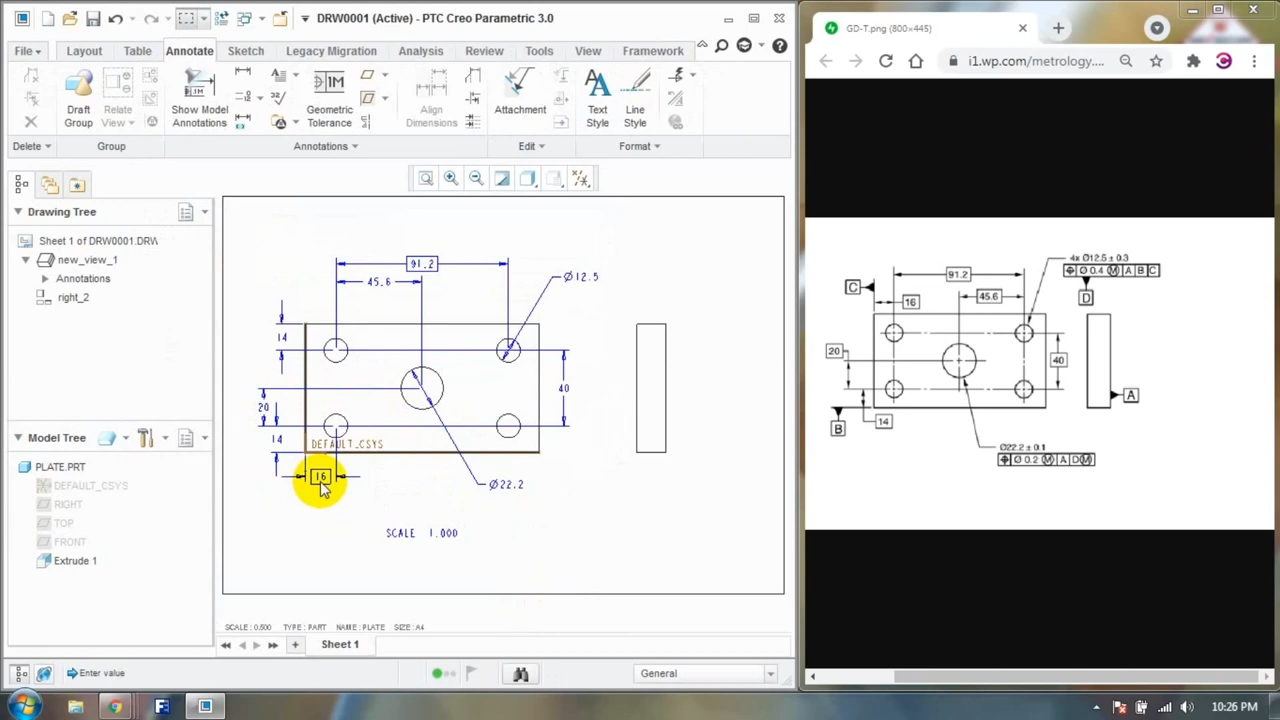 DRW0001 (Active) - PTC Creo Parametric 3.0
File
Layout
Table
Annotate
Sketch
Legacy Migration
Analysis
Review
Tools
View
Framework
Draft Group
Relate View
Show Model Annotations
Geometric Tolerance
Align Dimensions
Attachment
Text Style
Line Style
Delete
Group
Annotations
Edit
Format
Drawing Tree
Sheet 1 of DRW0001.DRW
new_view_1
Annotations
right_2
Model Tree
PLATE.PRT
DEFAULT_CSYS
RIGHT
TOP
FRONT
Extrude 1
91.2
45.6
Ø12.5
14
40
20
14
DEFAULT_CSYS
16
Ø22.2
SCALE 1.000
SCALE : 0.500 TYPE : PART NAME : PLATE SIZE : A4
Sheet 1
Enter value
General
GD-T.png (800×445)
i1.wp.com/metrology....
4x Ø12.5 ± 0.3
Ø 0.4 Ⓜ A B C
D
91.2
C
16
45.6
20
40
A
B
14
Ø22.2 ± 0.1
Ø 0.2 Ⓜ A DⓂ
10:26 PM